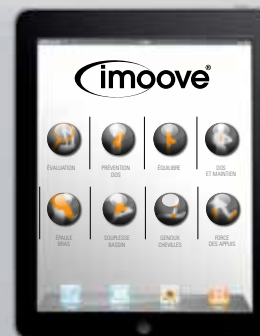 imoove®
ÉVALUATION
PRÉVENTION
DOS
ÉQUILIBRE
DOS
ET MAINTIEN
ÉPAULE
BRAS
SOUPLESSE
BASSIN
GENOUX
CHEVILLES
FORCE
DES APPUIS